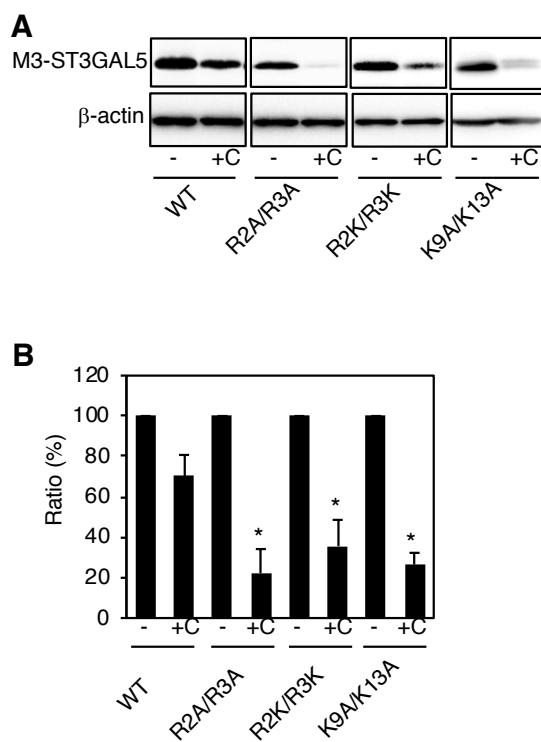 A
M3-ST3GAL5
β-actin
- +C - +C - +C - +C
WT R2A/R3A R2K/R3K K9A/K13A
B
120
100
80
60
40
20
0
Ratio (%)
* * *
- +C - +C - +C - +C
WT R2A/R3A R2K/R3K K9A/K13A